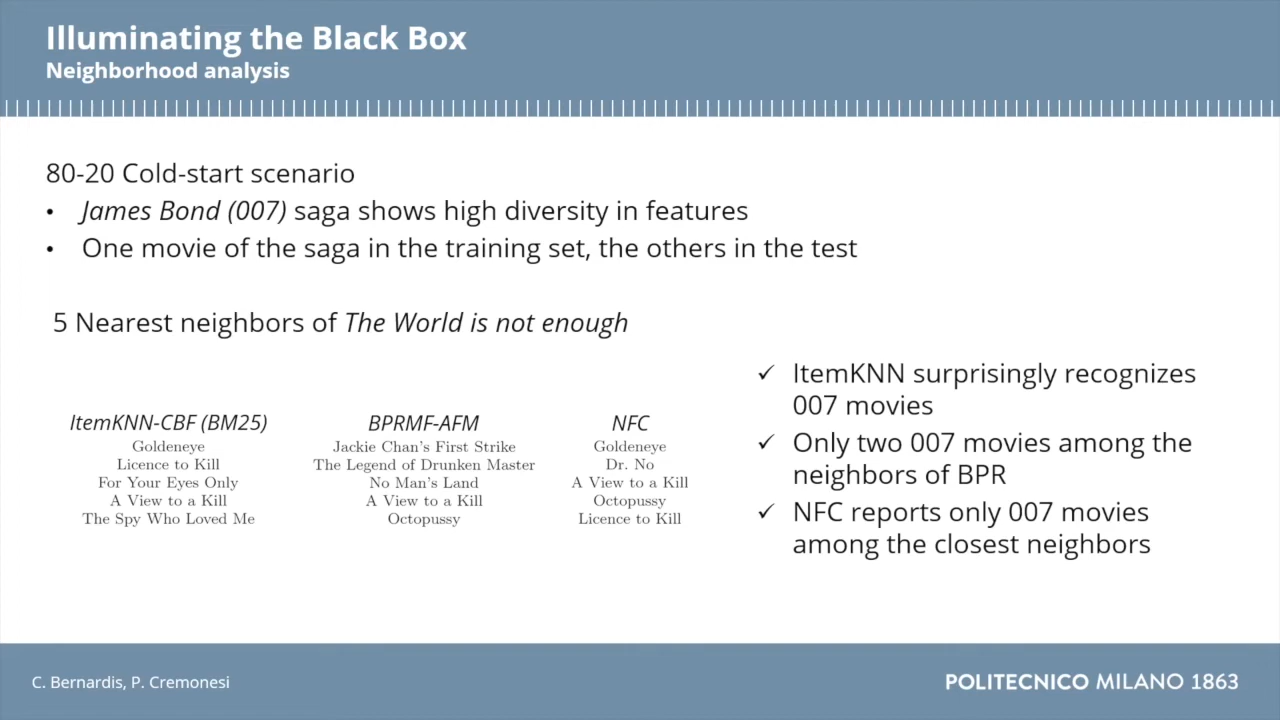 Illuminating the Black Box
Neighborhood analysis
80-20 Cold-start scenario
• James Bond (007) saga shows high diversity in features
• One movie of the saga in the training set, the others in the test
5 Nearest neighbors of The World is not enough
ItemKNN-CBF (BM25)
Goldeneye
Licence to Kill
For Your Eyes Only
A View to a Kill
The Spy Who Loved Me
BPRMF-AFM
Jackie Chan's First Strike
The Legend of Drunken Master
No Man's Land
A View to a Kill
Octopussy
NFC
Goldeneye
Dr. No
A View to a Kill
Octopussy
Licence to Kill
✓ ItemKNN surprisingly recognizes
007 movies
✓ Only two 007 movies among the
neighbors of BPR
✓ NFC reports only 007 movies
among the closest neighbors
C. Bernardis, P. Cremonesi
POLITECNICO MILANO 1863